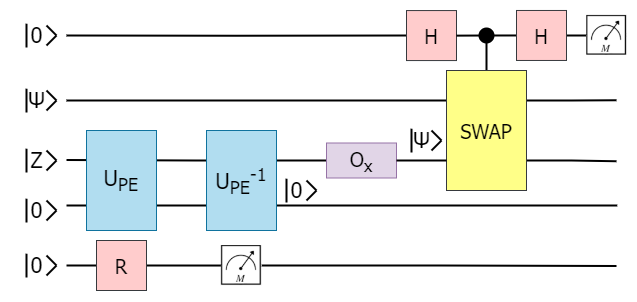 |0> H H M
|Ψ>
SWAP
|Ψ>
|Z> U_PE U_PE^-1 O_x
|0>
|0>
|0> R M